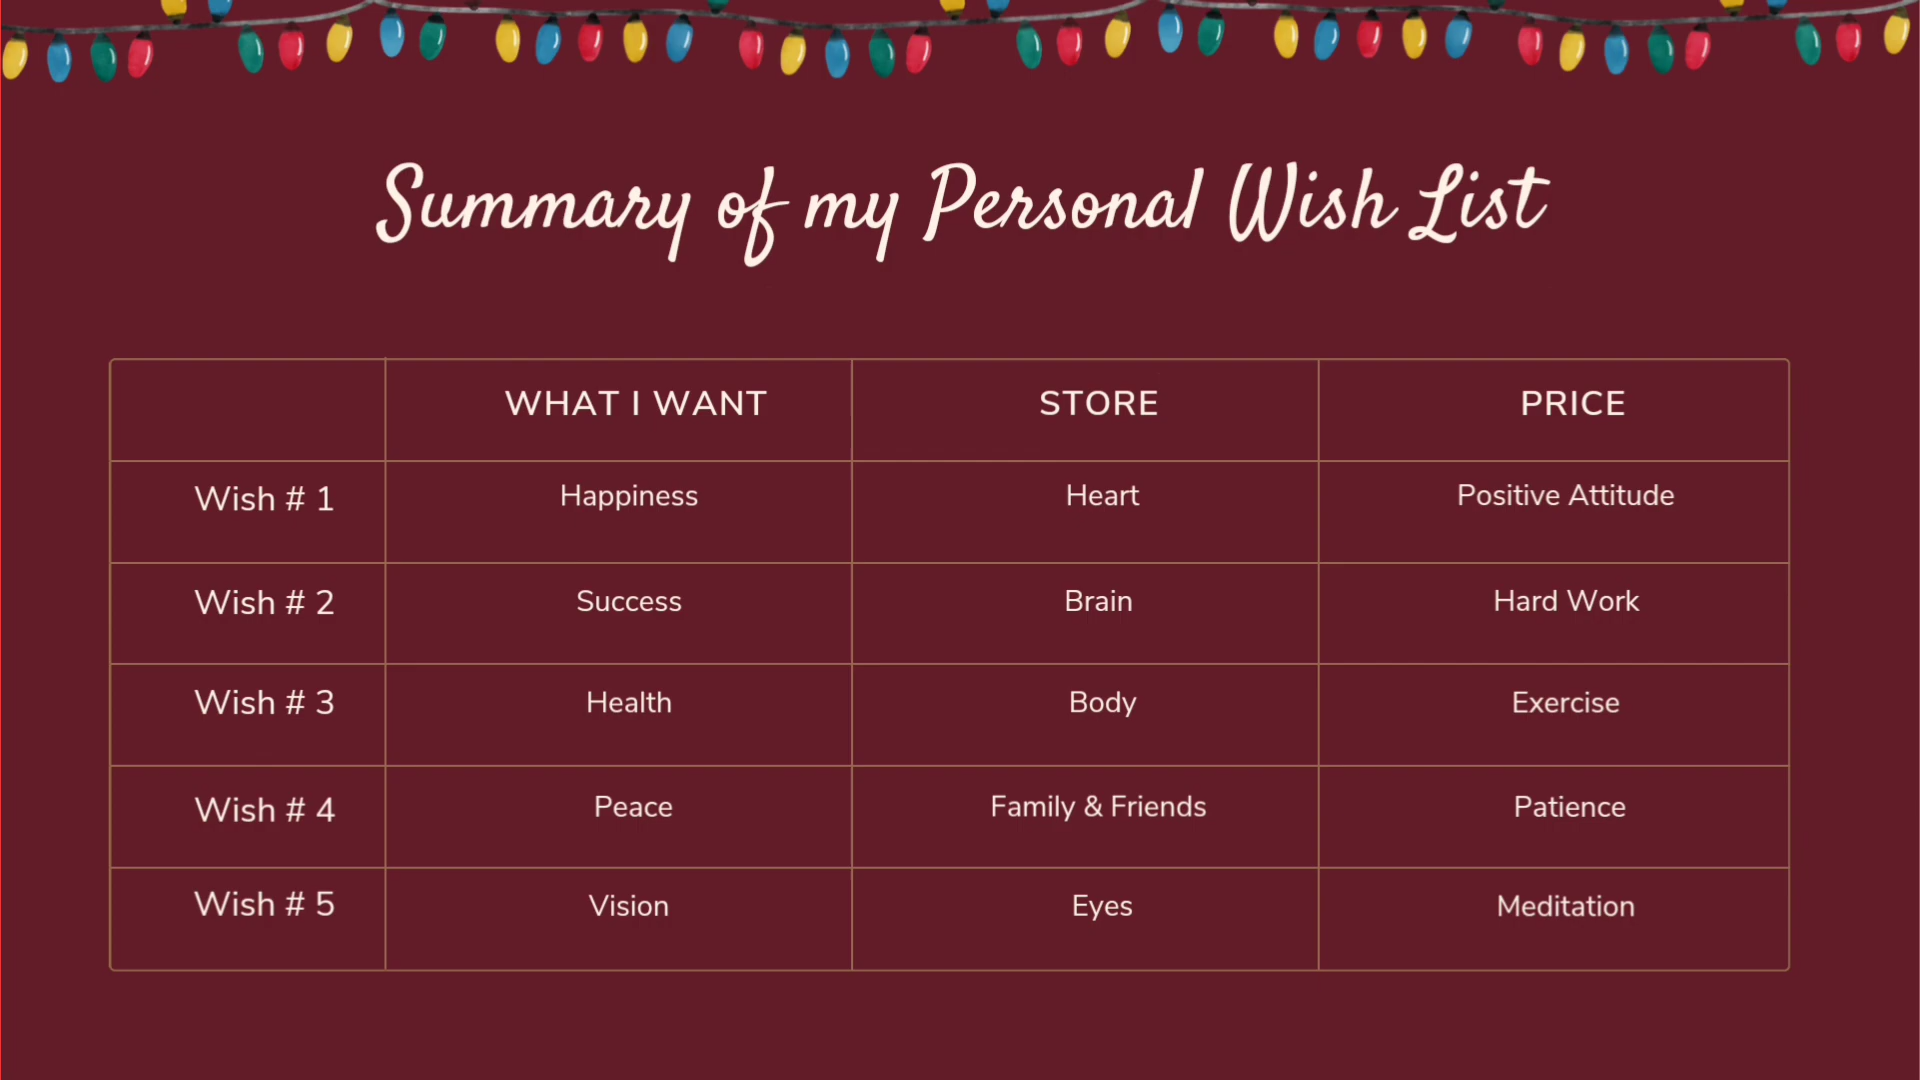 Summary of my Personal Wish List
WHAT I WANT STORE PRICE
Wish # 1 Happiness Heart Positive Attitude
Wish # 2 Success Brain Hard Work
Wish # 3 Health Body Exercise
Wish # 4 Peace Family & Friends Patience
Wish # 5 Vision Eyes Meditation